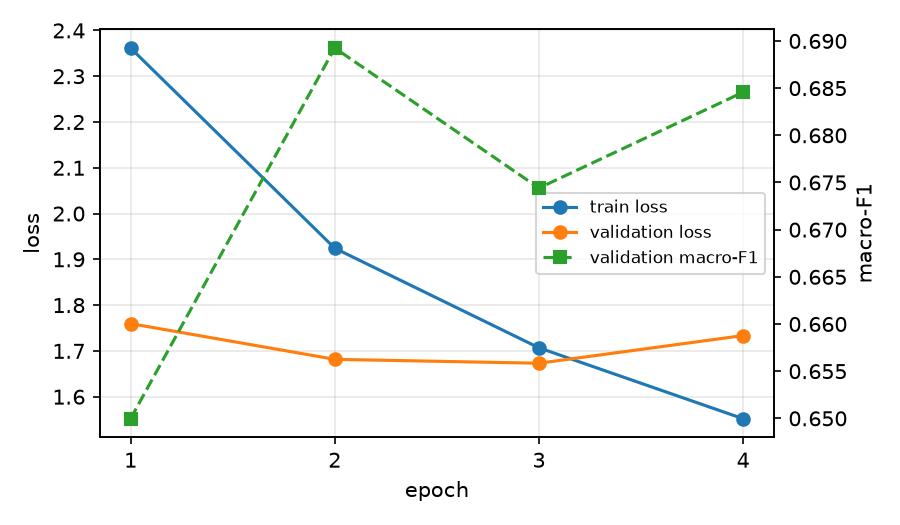 2.4
2.3
2.2
2.1
2.0
1.9
1.8
1.7
1.6
loss
0.690
0.685
0.680
0.675
0.670
0.665
0.660
0.655
0.650
macro-F1
train loss
validation loss
validation macro-F1
1 2 3 4
epoch